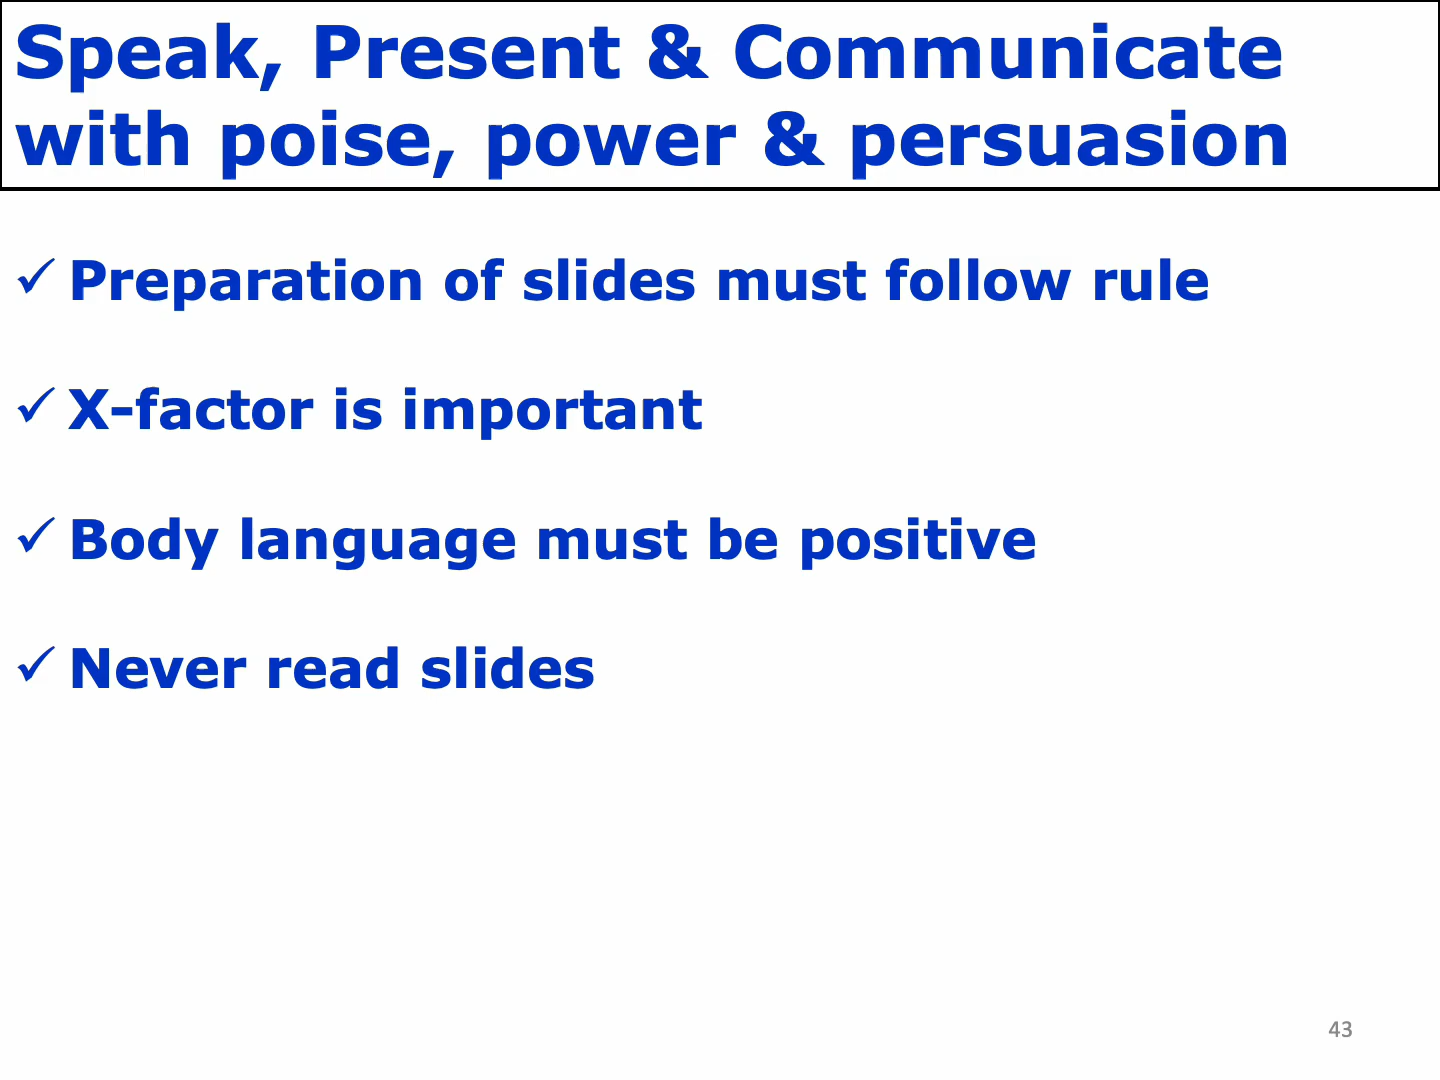 Speak, Present & Communicate
with poise, power & persuasion
✓ Preparation of slides must follow rule
✓ X-factor is important
✓ Body language must be positive
✓ Never read slides
43